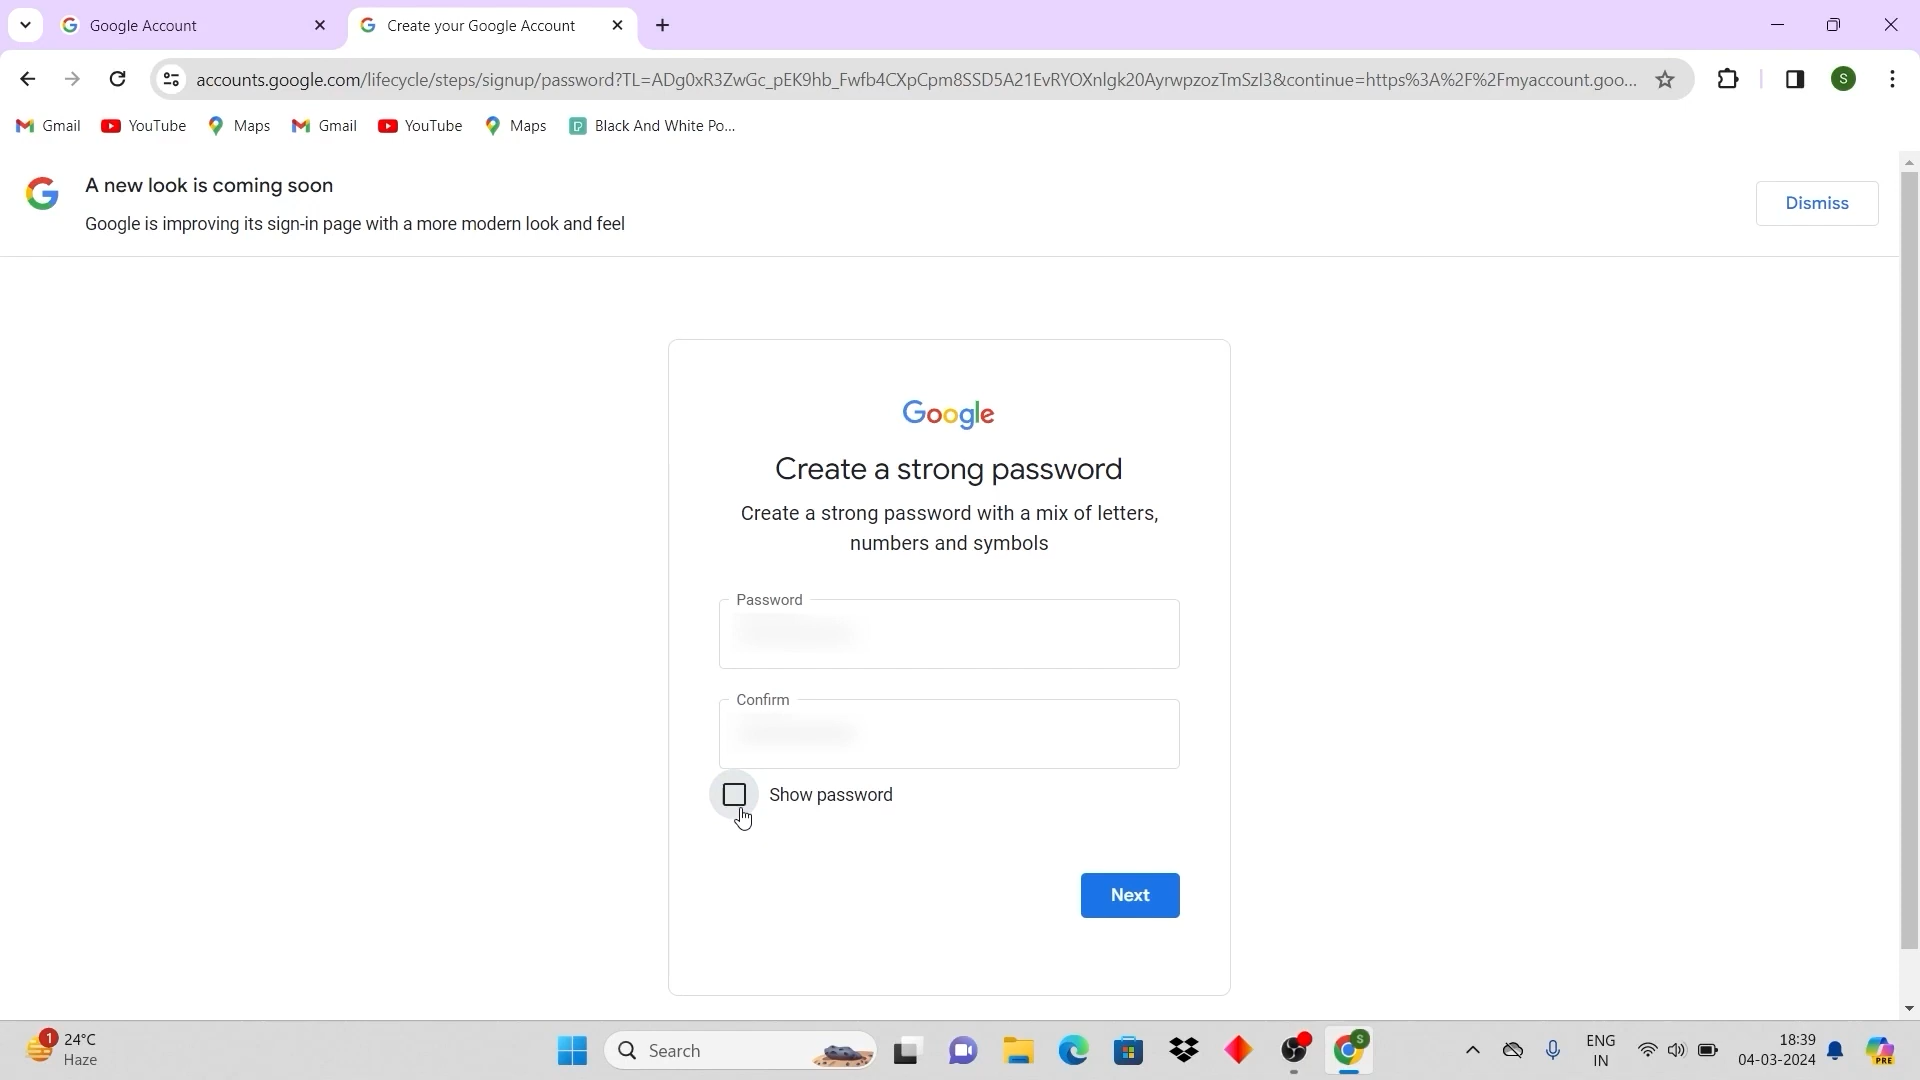 Google Account
Create your Google Account
accounts.google.com/lifecycle/steps/signup/password?TL=ADg0xR3ZwGc_pEK9hb_Fwfb4CXpCpm8SSD5A21EvRYOXnlgk20AyrwpzozTmSzI3&continue=https%3A%2F%2Fmyaccount.goo...
S
Gmail
YouTube
Maps
Gmail
YouTube
Maps
Black And White Po...
A new look is coming soon
Google is improving its sign-in page with a more modern look and feel
Dismiss
Google
Create a strong password
Create a strong password with a mix of letters,
numbers and symbols
Password
Confirm
Show password
Next
1
24°C
Haze
Search
S
ENG
IN
18:39
04-03-2024
PRE